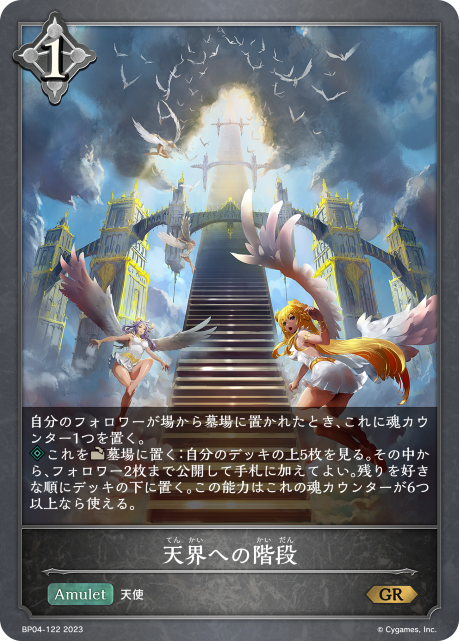 1
自分のフォロワーが場から墓場に置かれたとき、これに魂カウ
ンター1つを置く。
これを墓場に置く：自分のデッキの上5枚を見る。その中か
ら、フォロワー2枚まで公開して手札に加えてよい。残りを好き
な順にデッキの下に置く。この能力はこれの魂カウンターが6つ
以上なら使える。
てん かい かい だん
天界への階段
Amulet 天使 GR
BP04-122 2023 © Cygames, Inc.